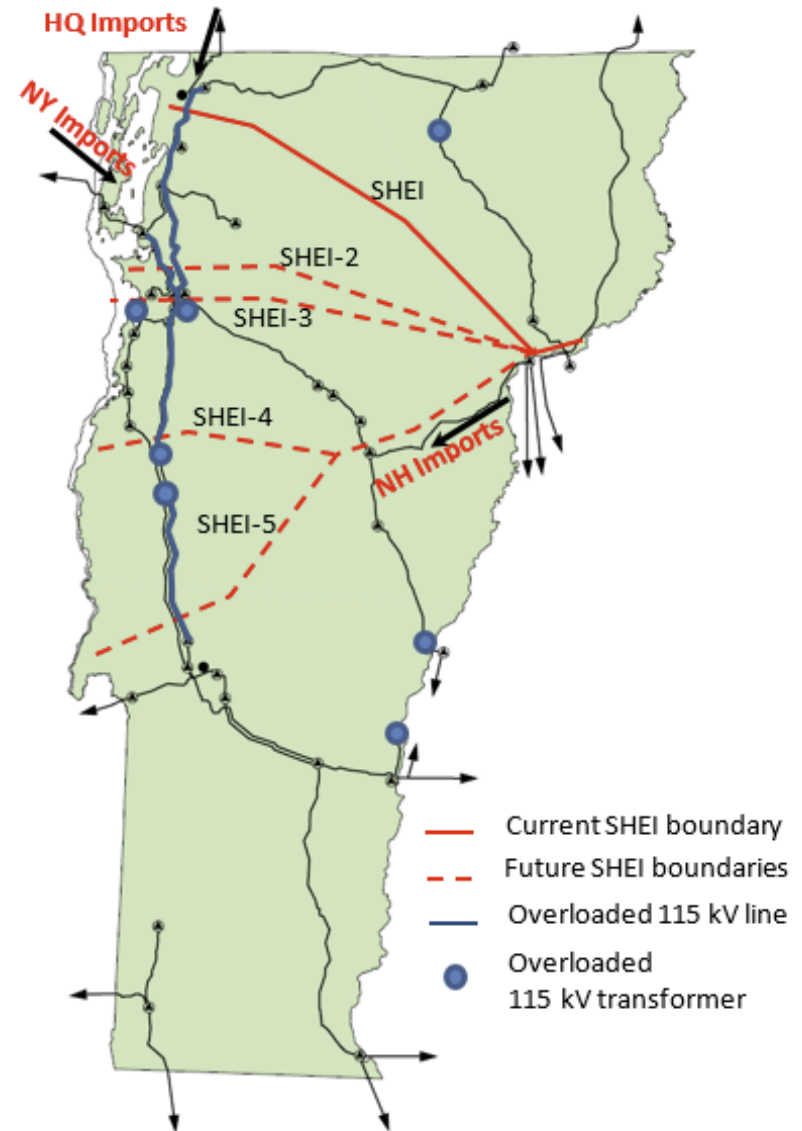 HQ Imports
NY Imports
SHEI
SHEI-2
SHEI-3
SHEI-4
NH Imports
SHEI-5
Current SHEI boundary
Future SHEI boundaries
Overloaded 115 kV line
Overloaded
115 kV transformer